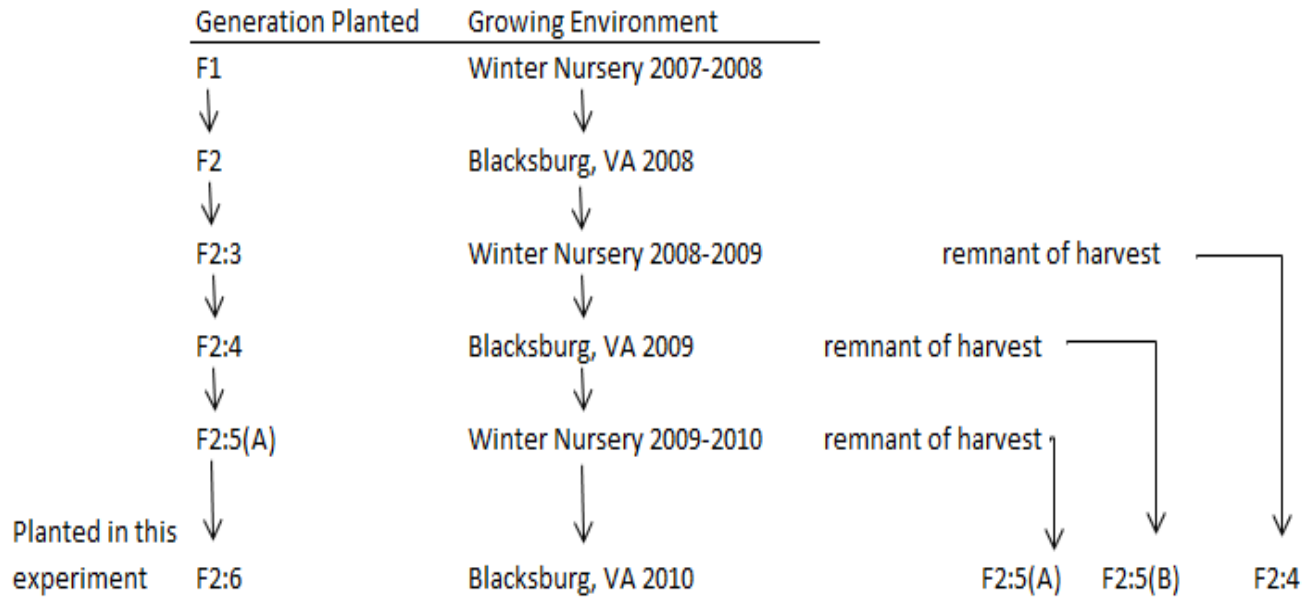 Generation Planted Growing Environment
F1 Winter Nursery 2007-2008
F2 Blacksburg, VA 2008
F2:3 Winter Nursery 2008-2009 remnant of harvest
F2:4 Blacksburg, VA 2009 remnant of harvest
F2:5(A) Winter Nursery 2009-2010 remnant of harvest
Planted in this
experiment F2:6 Blacksburg, VA 2010 F2:5(A) F2:5(B) F2:4